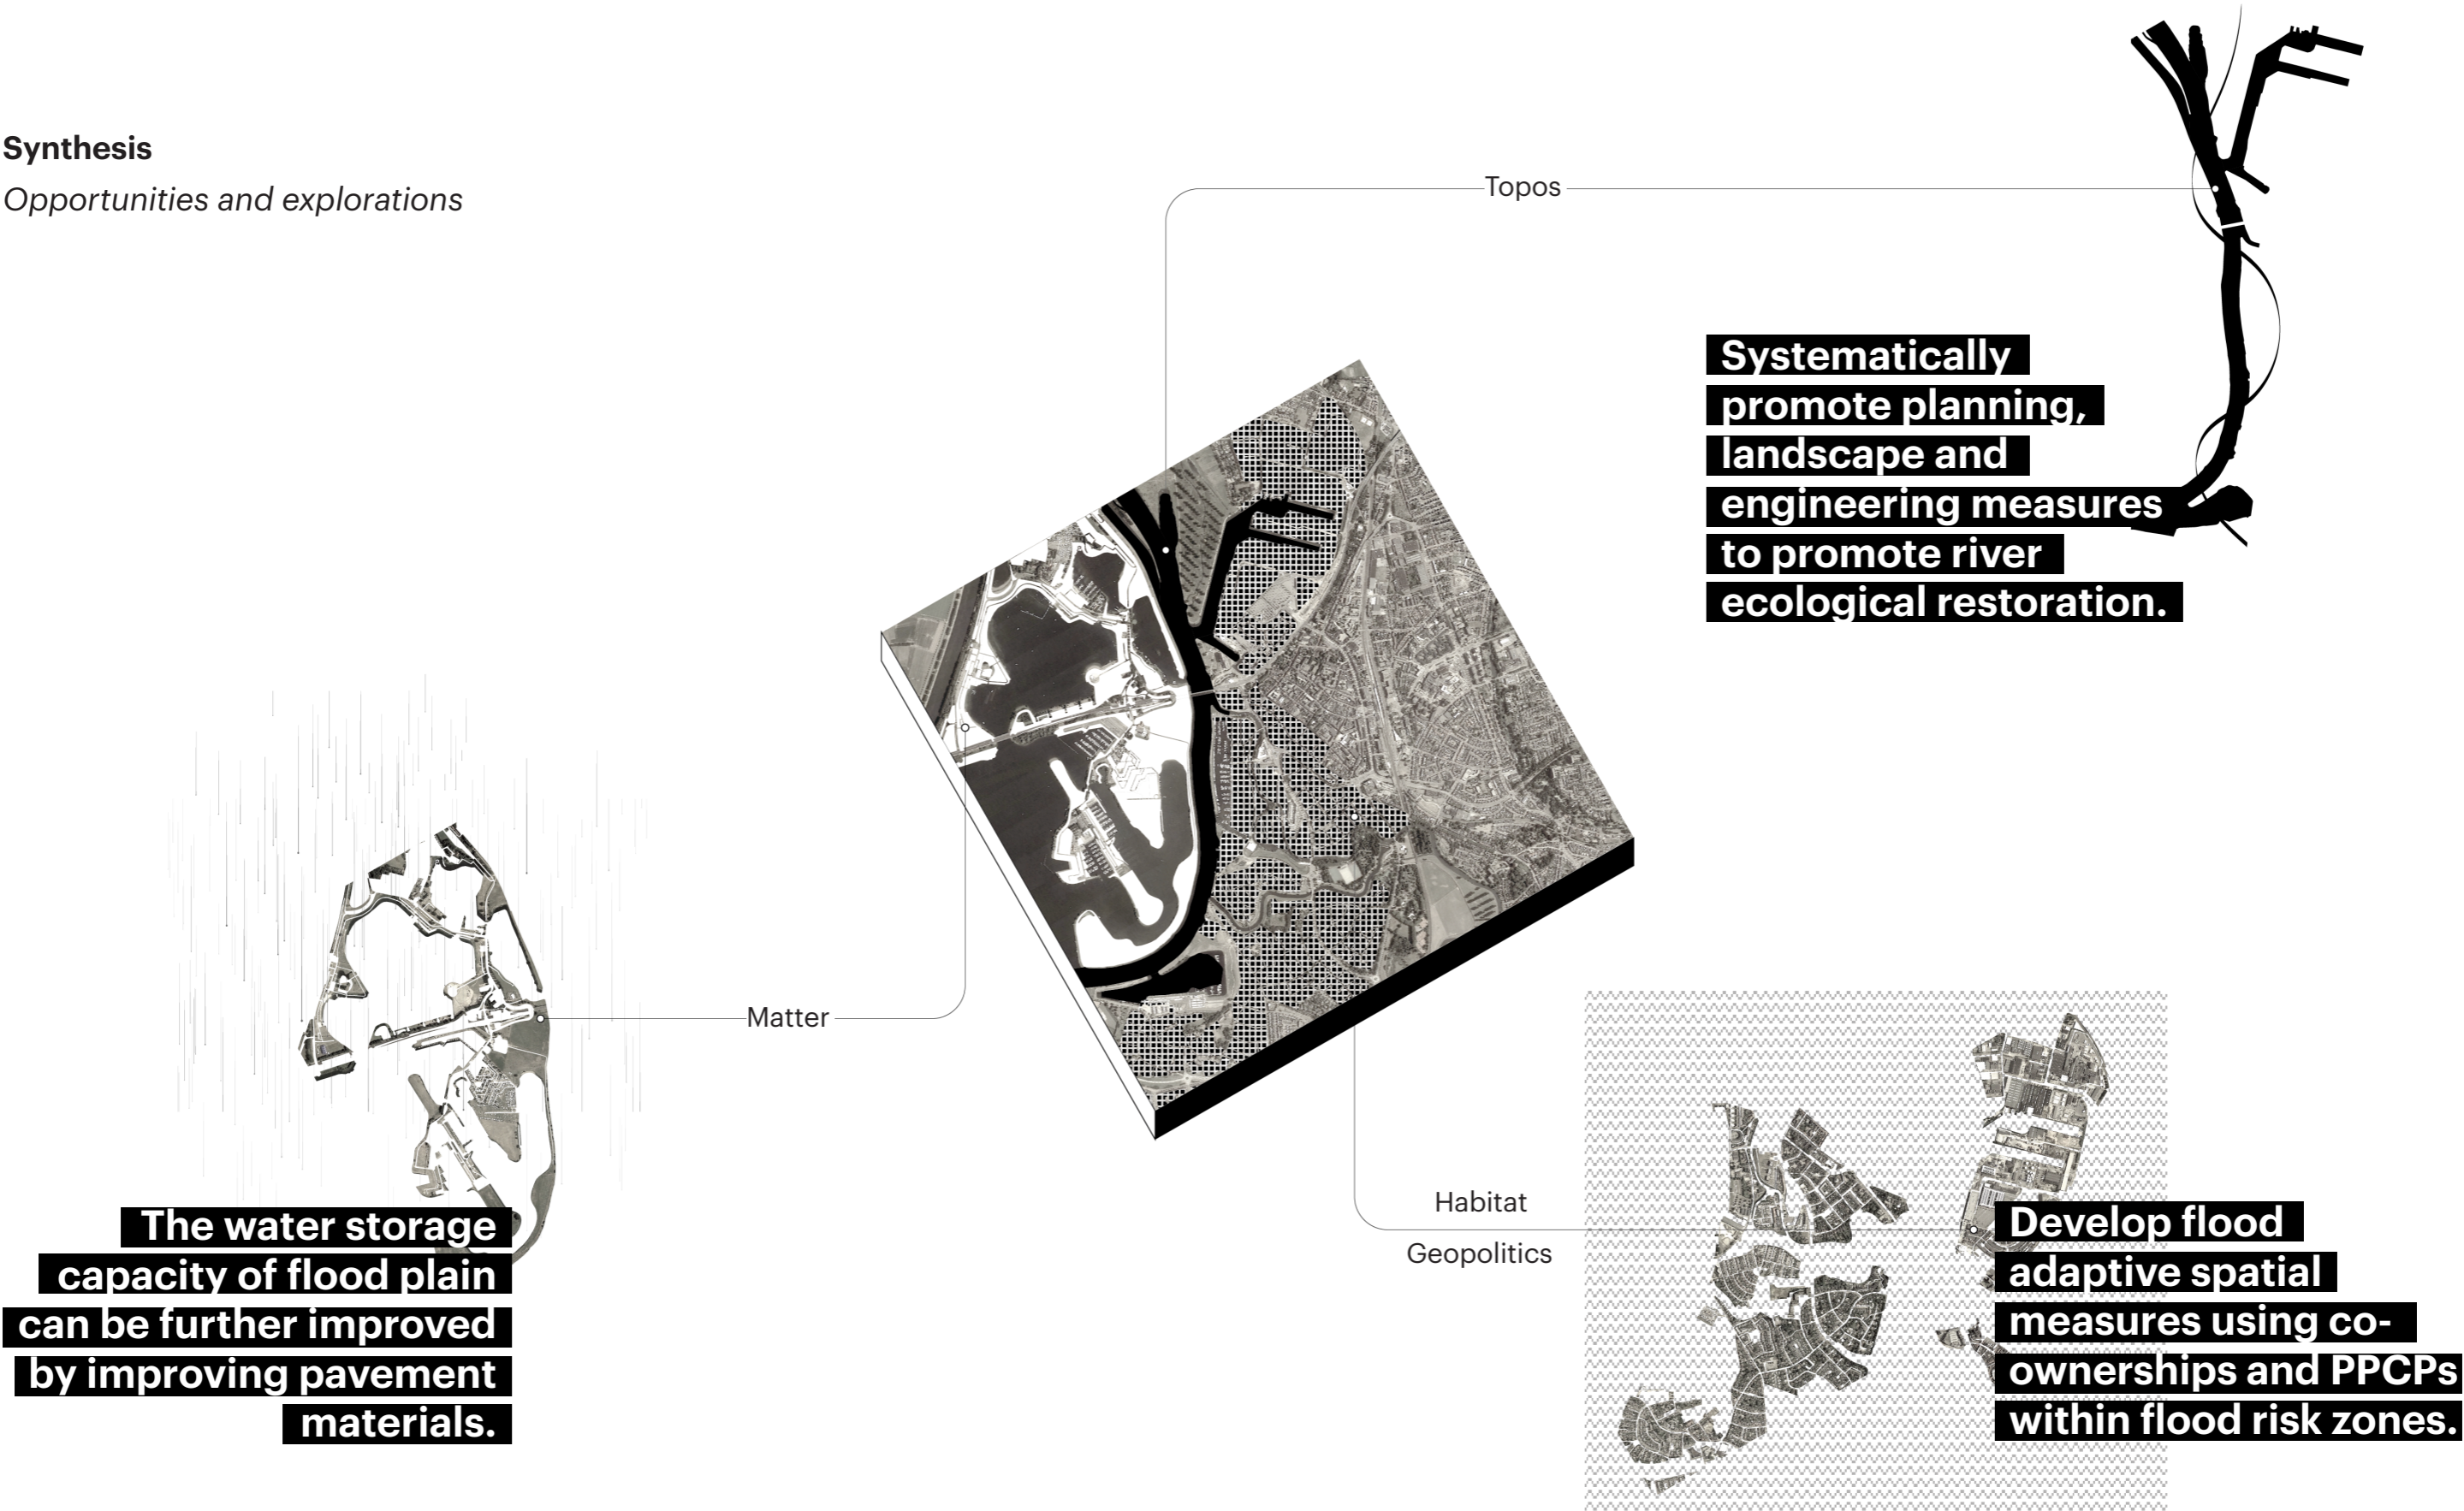 Synthesis
Opportunities and explorations
Topos
Systematically
promote planning,
landscape and
engineering measures
to promote river
ecological restoration.
Matter
The water storage
capacity of flood plain
can be further improved
by improving pavement
materials.
Habitat
Geopolitics
Develop flood
adaptive spatial
measures using co-
ownerships and PPCPs
within flood risk zones.